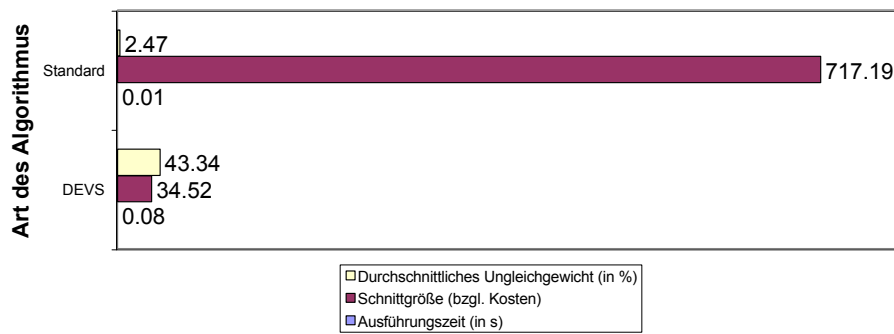 Art des Algorithmus
Standard
2.47
717.19
0.01
DEVS
43.34
34.52
0.08
Durchschnittliches Ungleichgewicht (in %)
Schnittgröße (bzgl. Kosten)
Ausführungszeit (in s)